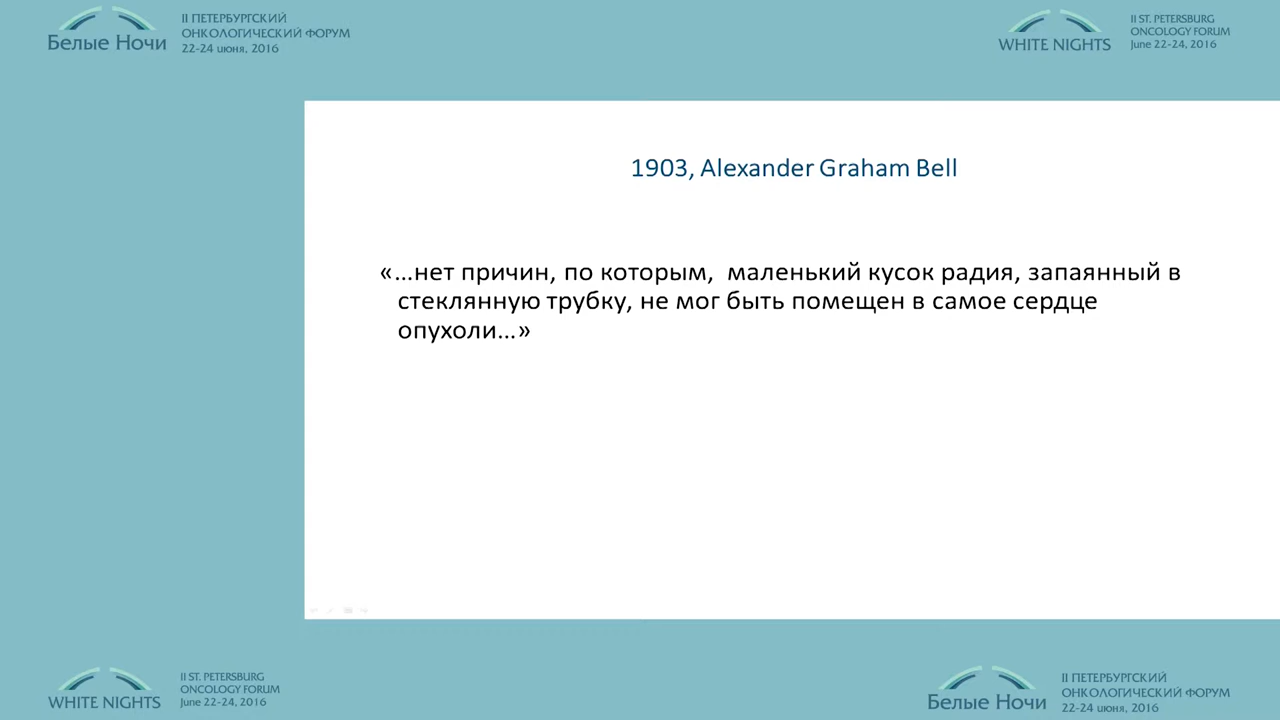 Белые Ночи
II ПЕТЕРБУРГСКИЙ
ОНКОЛОГИЧЕСКИЙ ФОРУМ
22-24 июня, 2016
WHITE NIGHTS
II ST. PETERSBURG
ONCOLOGY FORUM
June 22-24, 2016
1903, Alexander Graham Bell
«…нет причин, по которым, маленький кусок радия, запаянный в
стеклянную трубку, не мог быть помещен в самое сердце
опухоли…»
WHITE NIGHTS
II ST. PETERSBURG
ONCOLOGY FORUM
June 22-24, 2016
Белые Ночи
II ПЕТЕРБУРГСКИЙ
ОНКОЛОГИЧЕСКИЙ ФОРУМ
22-24 июня, 2016